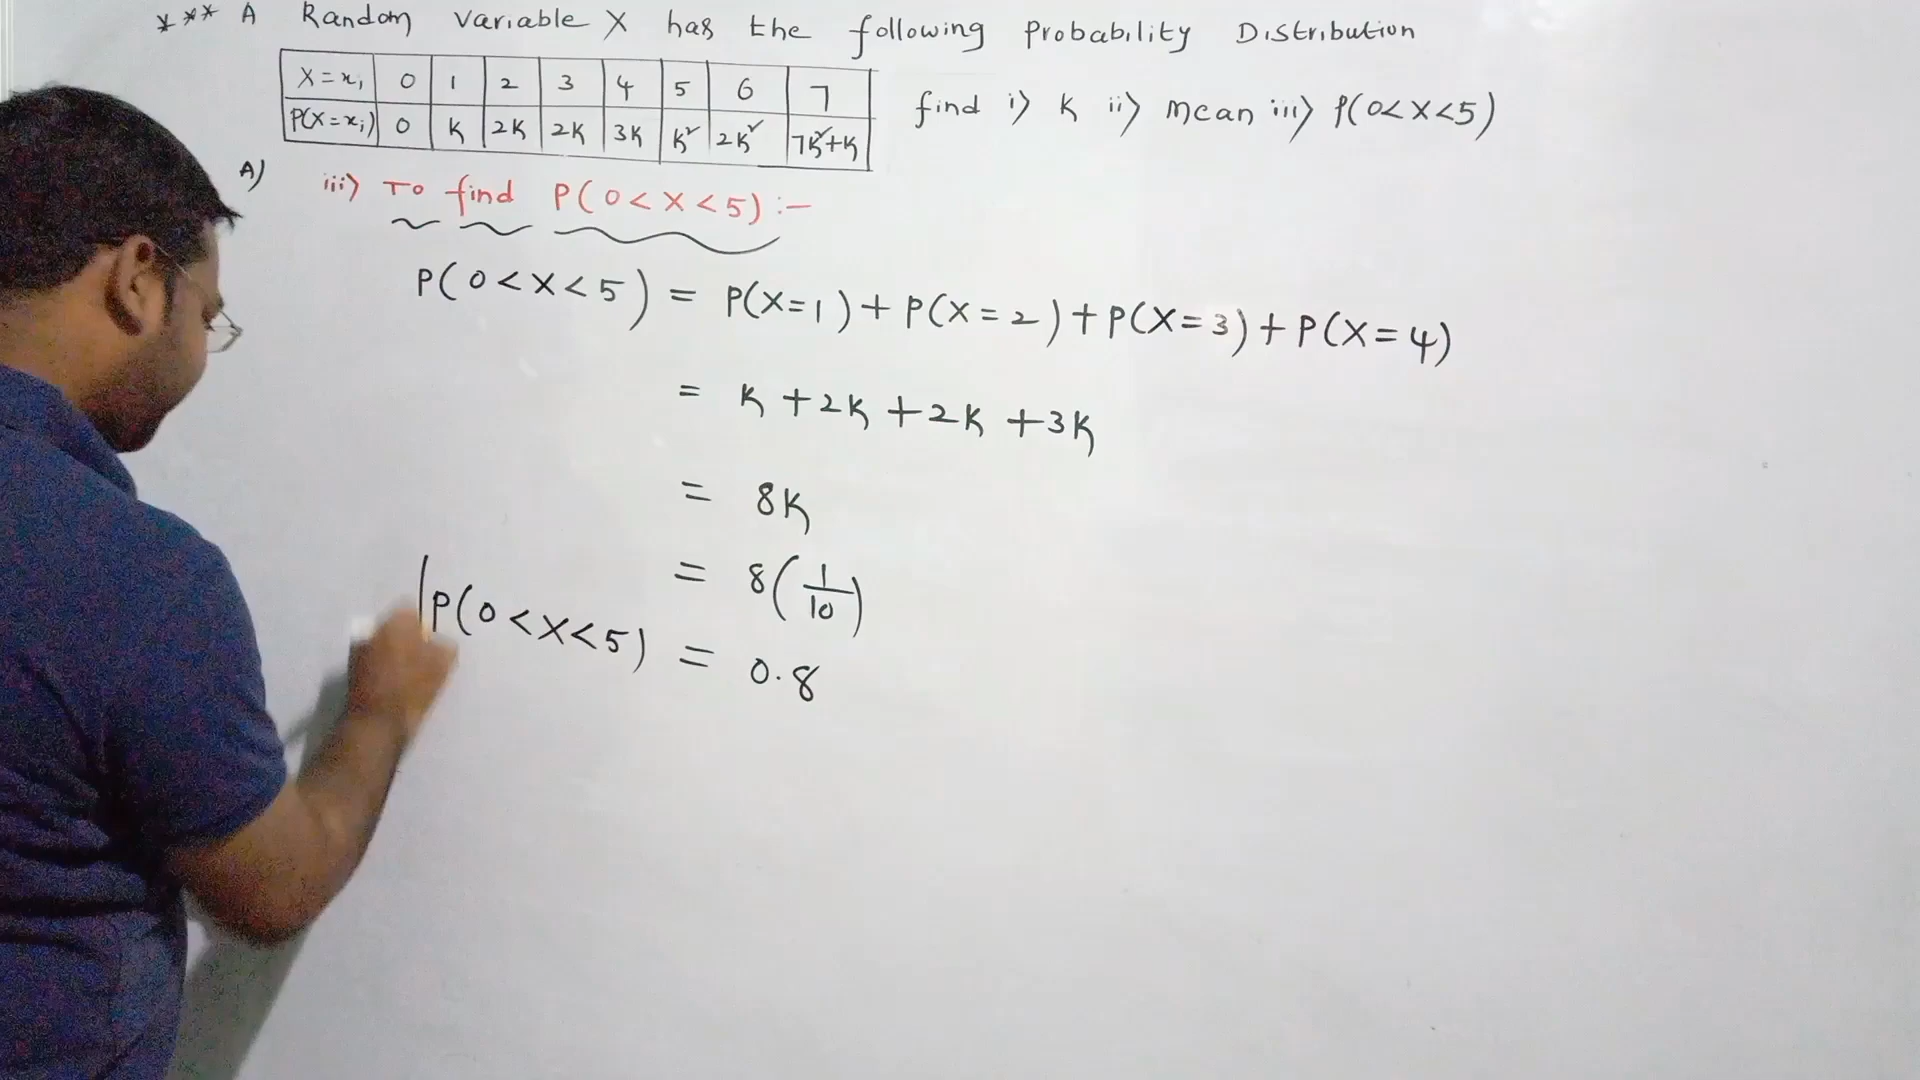 *** A Random variable X has the following Probability Distribution
X=xᵢ 0 1 2 3 4 5 6 7
P(X=xᵢ) 0 K 2K 2K 3K K² 2K² 7K²+K
find i) K ii) mean iii) P(0<X<5)
A) iii) To find P(0<X<5) :-
P(0<X<5) = P(X=1)+P(X=2)+P(X=3)+P(X=4)
= K+2K+2K+3K
= 8K
= 8(1/10)
P(0<X<5) = 0.8